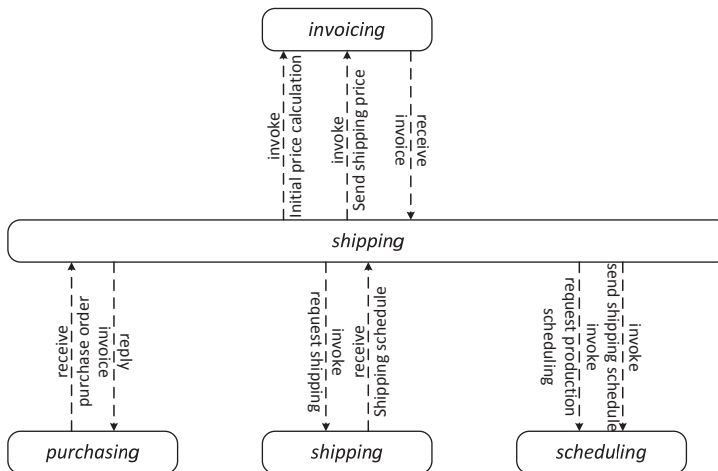 invoicing
invoke
Initial price calculation
invoke
Send shipping price
receive
invoice
shipping
receive
purchase order
reply
invoice
invoke
request shipping
receive
Shipping schedule
invoke
request production
scheduling
invoke
send shipping schedule
purchasing
shipping
scheduling